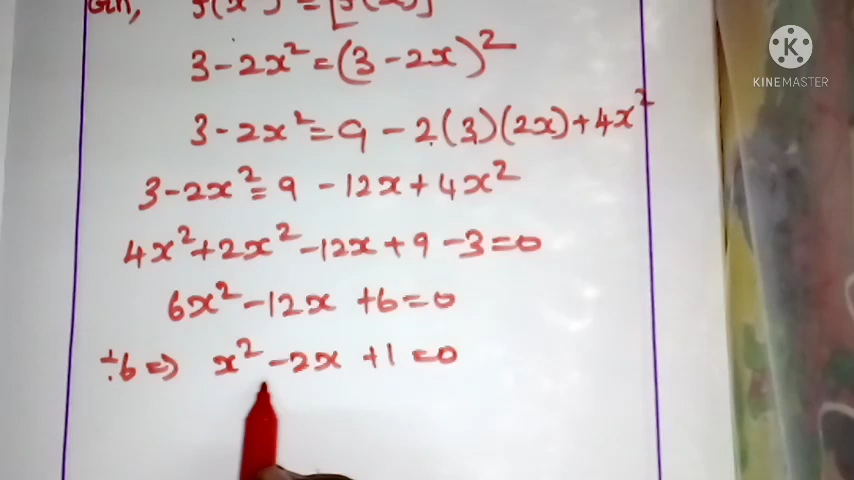 3 - 2x² = (3 - 2x)²
3 - 2x² = 9 - 2(3)(2x) + 4x²
3 - 2x² = 9 - 12x + 4x²
4x² + 2x² - 12x + 9 - 3 = 0
6x² - 12x + 6 = 0
÷6 ⇒ x² - 2x + 1 = 0
K
KINEMASTER